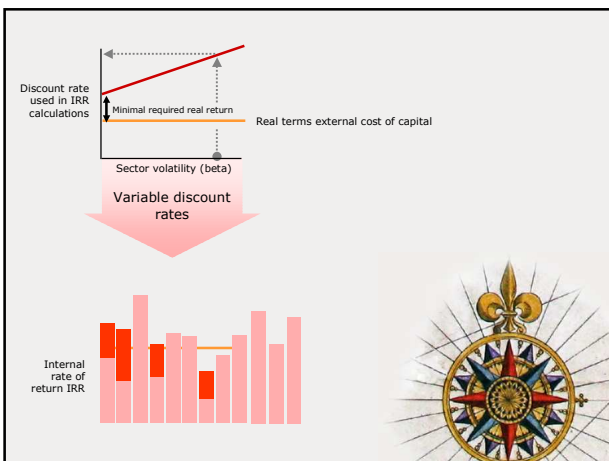 Discount rate
used in IRR
calculations
Minimal required real return
Real terms external cost of capital
Sector volatility (beta)
Variable discount
rates
Internal
rate of
return IRR